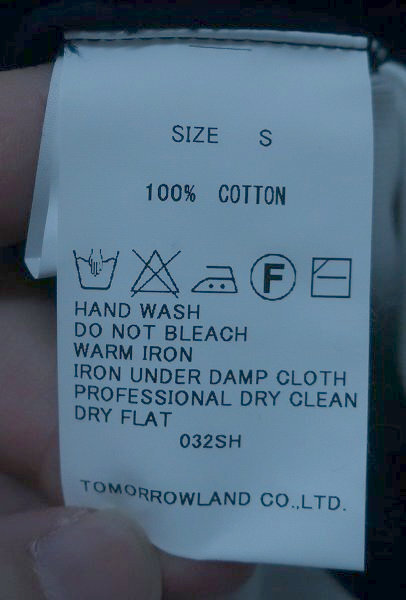 SIZE S
100% COTTON
F
HAND WASH
DO NOT BLEACH
WARM IRON
IRON UNDER DAMP CLOTH
PROFESSIONAL DRY CLEAN
DRY FLAT
032SH
TOMORROWLAND CO.,LTD.